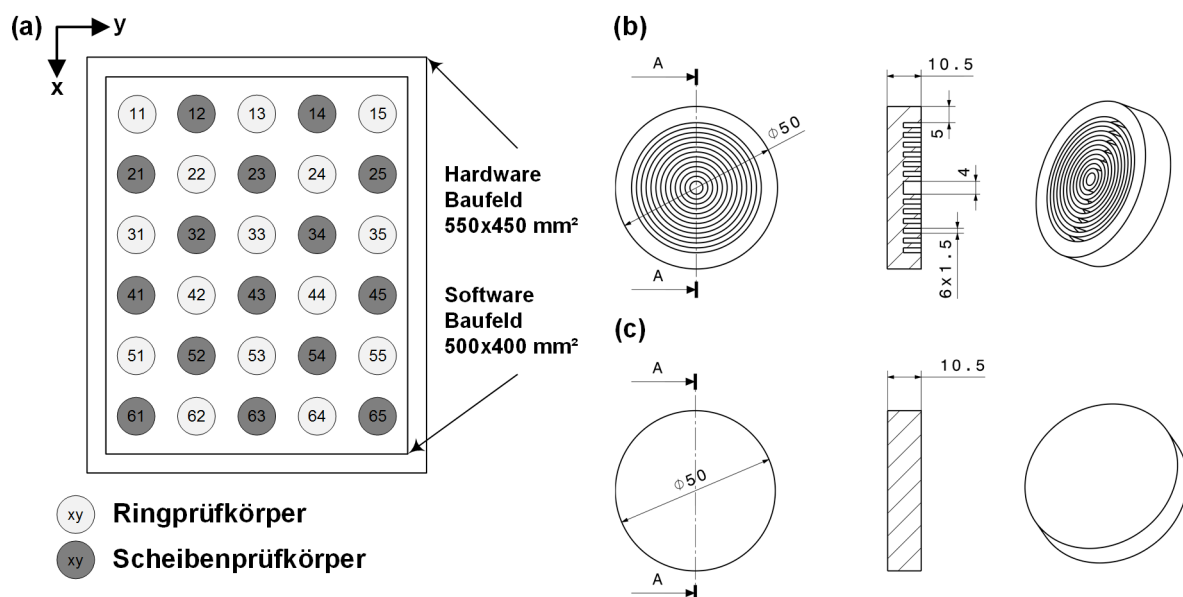 (a)
y
x
11 12 13 14 15
21 22 23 24 25
31 32 33 34 35
41 42 43 44 45
51 52 53 54 55
61 62 63 64 65
Hardware
Baufeld
550x450 mm²
Software
Baufeld
500x400 mm²
xy Ringprüfkörper
xy Scheibenprüfkörper
(b)
A
A
ϕ50
10.5
5
4
6x1.5
(c)
A
A
ϕ50
10.5